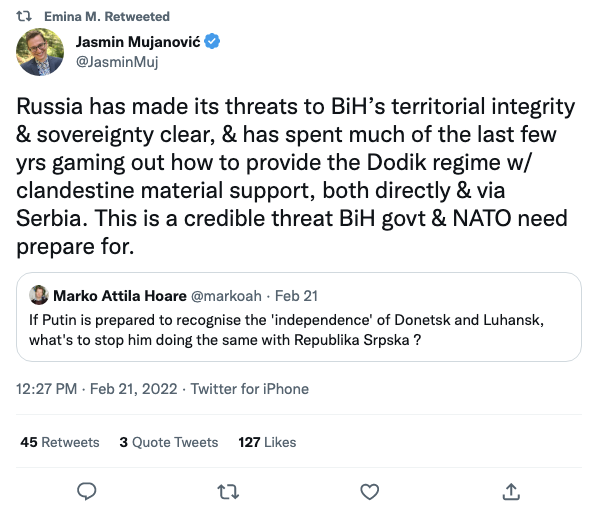 Emina M. Retweeted
Jasmin Mujanović
@JasminMuj
Russia has made its threats to BiH’s territorial integrity
& sovereignty clear, & has spent much of the last few
yrs gaming out how to provide the Dodik regime w/
clandestine material support, both directly & via
Serbia. This is a credible threat BiH govt & NATO need
prepare for.
Marko Attila Hoare @markoah · Feb 21
If Putin is prepared to recognise the 'independence' of Donetsk and Luhansk,
what's to stop him doing the same with Republika Srpska ?
12:27 PM · Feb 21, 2022 · Twitter for iPhone
45 Retweets 3 Quote Tweets 127 Likes